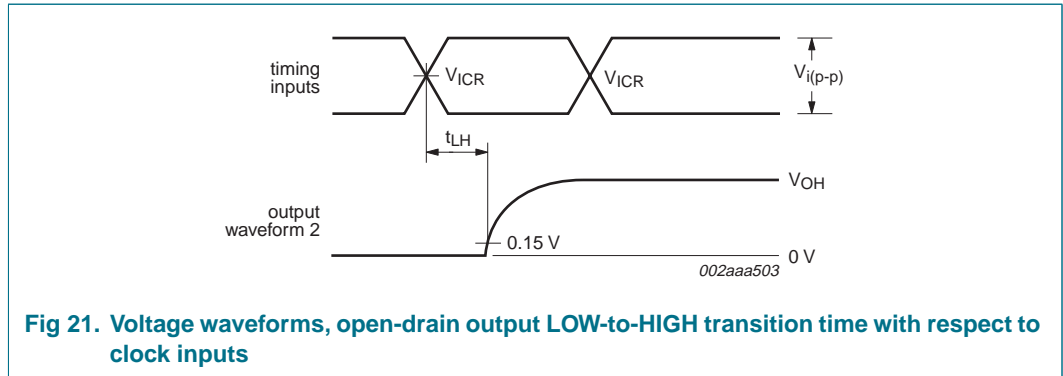 timing
inputs
VICR
VICR
Vi(p-p)
tLH
VOH
output
waveform 2
0.15 V
0 V
002aaa503
Fig 21. Voltage waveforms, open-drain output LOW-to-HIGH transition time with respect to
clock inputs